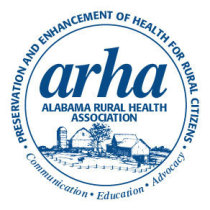 PRESERVATION AND ENHANCEMENT OF HEALTH FOR RURAL CITIZENS
arha
ALABAMA RURAL HEALTH
ASSOCIATION
Communication • Education • Advocacy